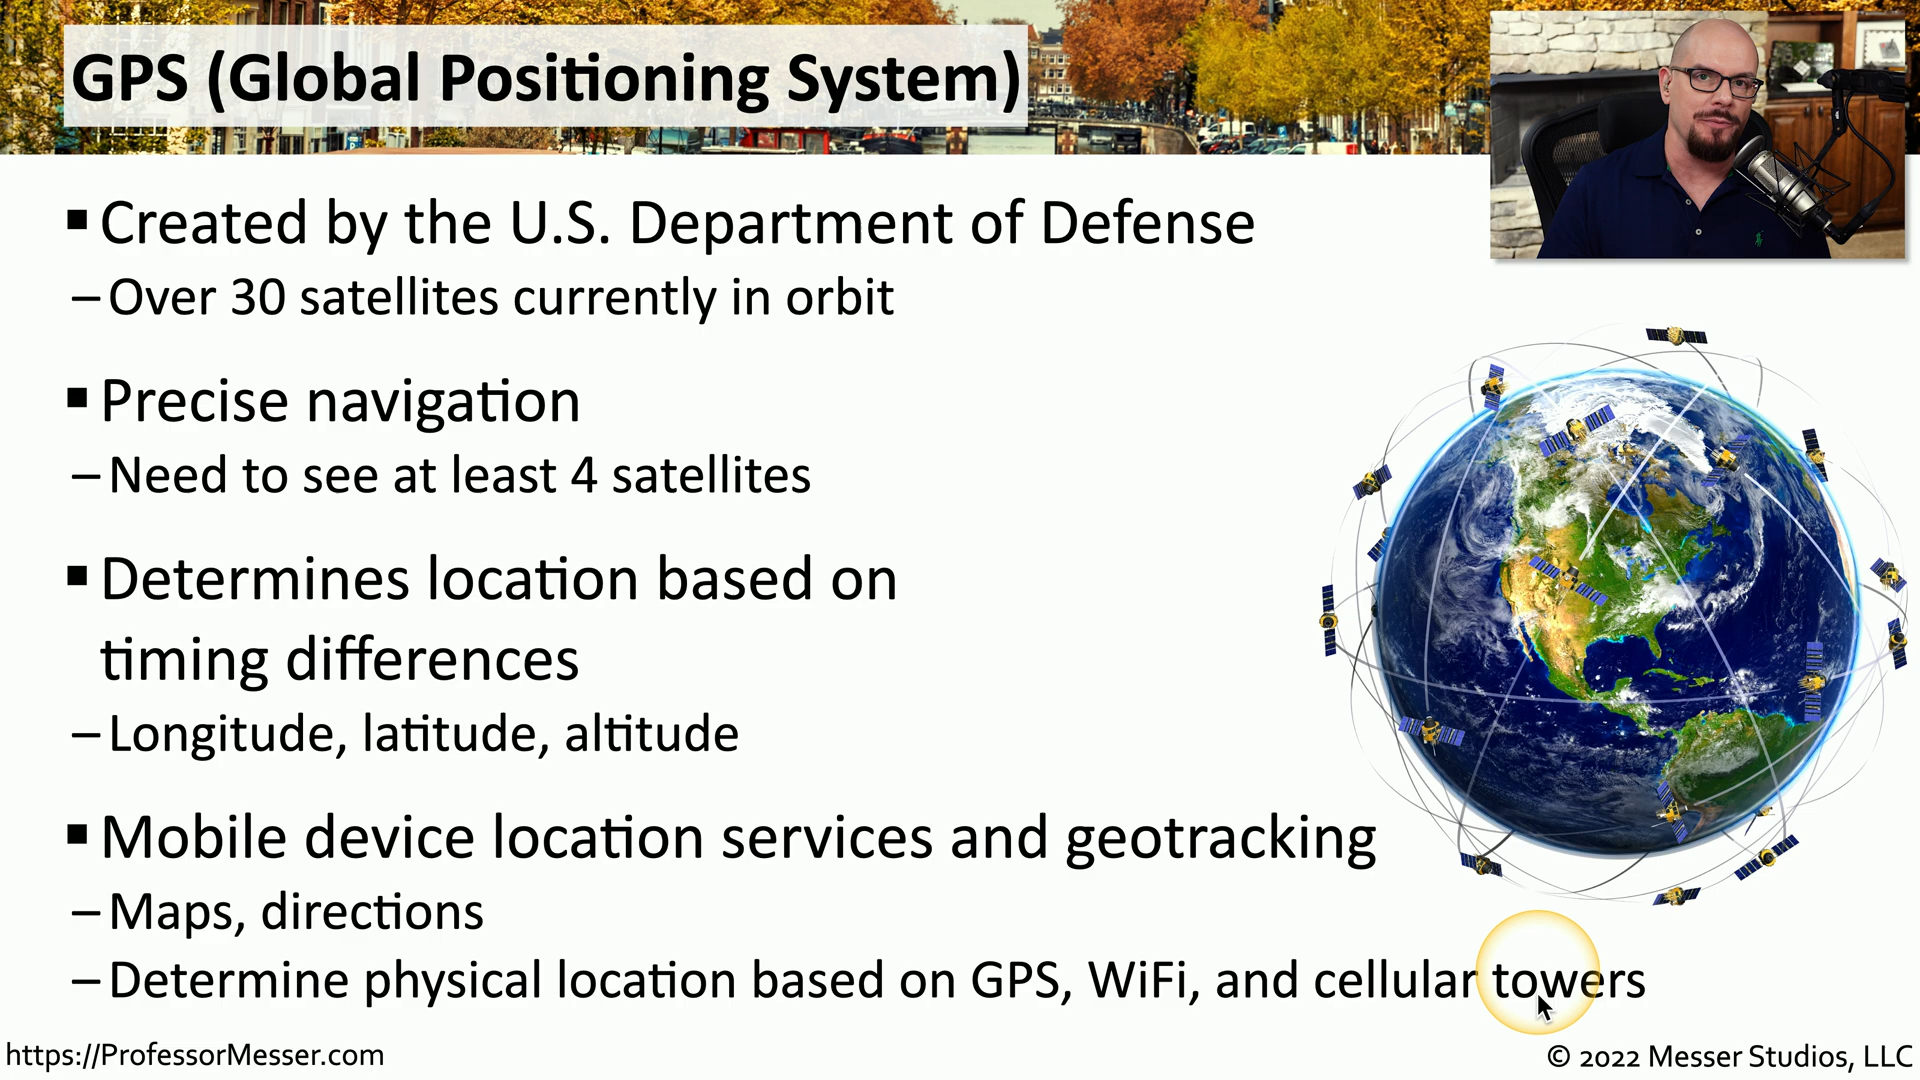 GPS (Global Positioning System)
▪ Created by the U.S. Department of Defense
– Over 30 satellites currently in orbit
▪ Precise navigation
– Need to see at least 4 satellites
▪ Determines location based on
timing differences
– Longitude, latitude, altitude
▪ Mobile device location services and geotracking
– Maps, directions
– Determine physical location based on GPS, WiFi, and cellular towers
https://ProfessorMesser.com
© 2022 Messer Studios, LLC